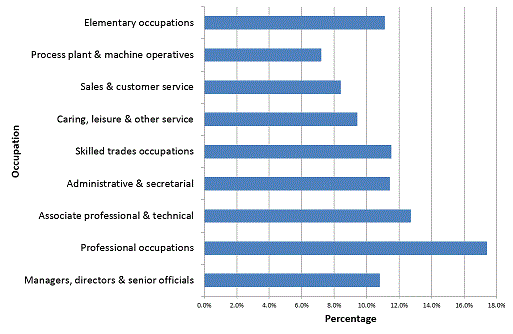 Elementary occupations
Process plant & machine operatives
Sales & customer service
Caring, leisure & other service
Skilled trades occupations
Administrative & secretarial
Associate professional & technical
Professional occupations
Managers, directors & senior officials
Occupation
0.0% 2.0% 4.0% 6.0% 8.0% 10.0% 12.0% 14.0% 16.0% 18.0%
Percentage